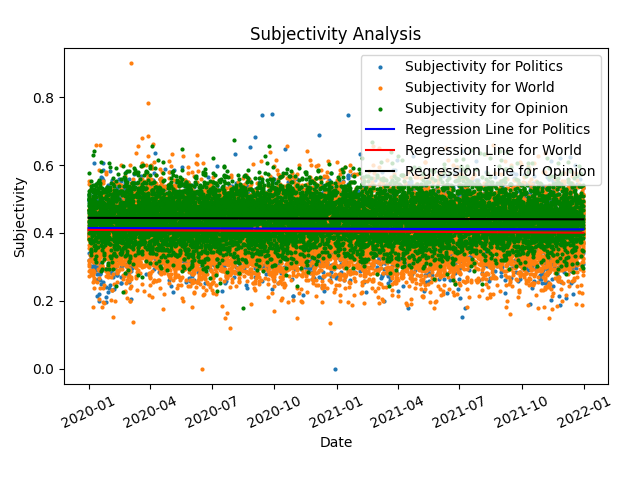 Subjectivity Analysis
Subjectivity for Politics
Subjectivity for World
Subjectivity for Opinion
Regression Line for Politics
Regression Line for World
Regression Line for Opinion
0.8
0.6
0.4
0.2
0.0
Subjectivity
2020-01 2020-04 2020-07 2020-10 2021-01 2021-04 2021-07 2021-10 2022-01
Date